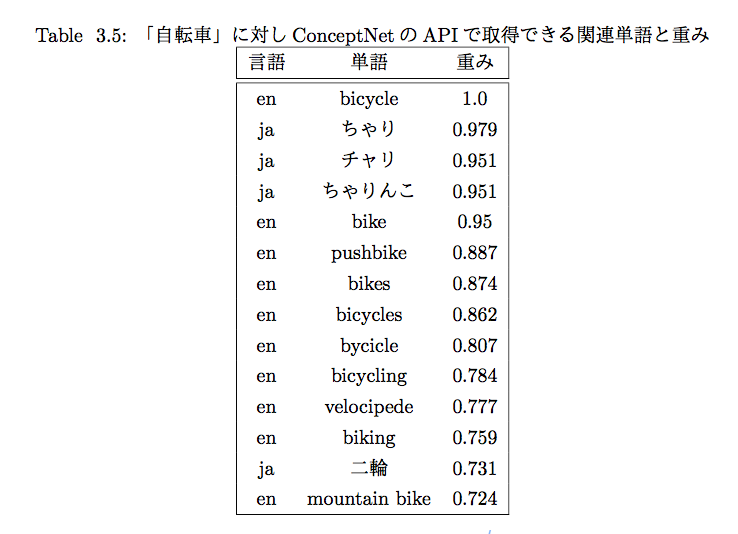 Table 3.5: 「自転車」に対し ConceptNet の API で取得できる関連単語と重み
言語 単語 重み
en bicycle 1.0
ja ちゃり 0.979
ja チャリ 0.951
ja ちゃりんこ 0.951
en bike 0.95
en pushbike 0.887
en bikes 0.874
en bicycles 0.862
en bycicle 0.807
en bicycling 0.784
en velocipede 0.777
en biking 0.759
ja 二輪 0.731
en mountain bike 0.724